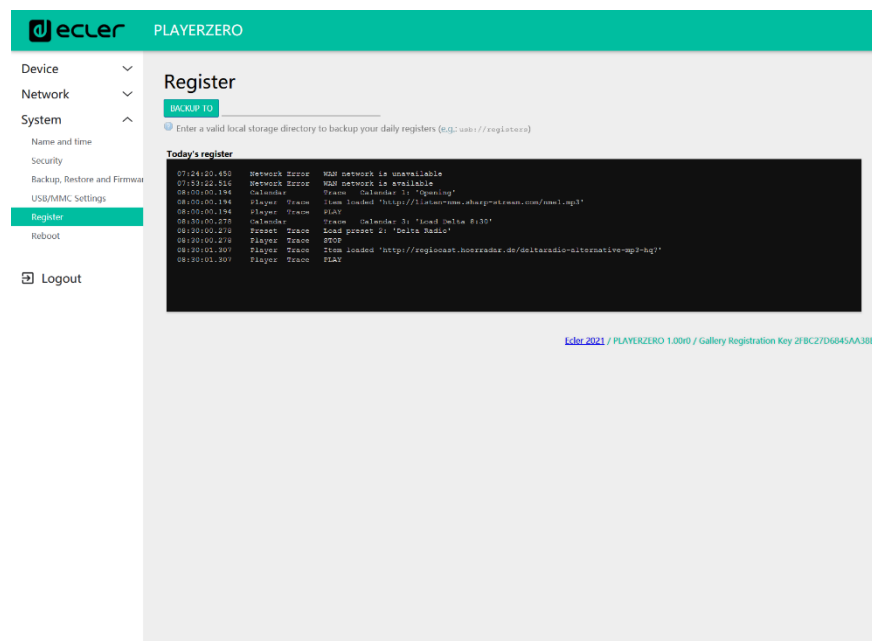 ecler PLAYERZERO
Device
Network
System
Name and time
Security
Backup, Restore and Firmwar
USB/MMC Settings
Register
Reboot
Logout
Register
BACKUP TO
Enter a valid local storage directory to backup your daily registers (e.g.: usb://registers)
Today's register
07:24:20.450 Network Error WAN network is unavailable
07:53:22.516 Network Error WAN network is available
08:00:00.194 Calendar Trace Calendar 1: 'Opening'
08:00:00.194 Player Trace Item loaded 'http://listen-nme.sharp-stream.com/nme1.mp3'
08:00:00.194 Player Trace PLAY
08:30:00.278 Calendar Trace Calendar 3: 'Load Delta 8:30'
08:30:00.278 Preset Trace Load preset 2: 'Delta Radio'
08:30:00.278 Player Trace STOP
08:30:01.307 Player Trace Item loaded 'http://regiocast.hoerradar.de/deltaradio-alternative-mp3-hq?'
08:30:01.307 Player Trace PLAY
Ecler 2021 / PLAYERZERO 1.00r0 / Gallery Registration Key